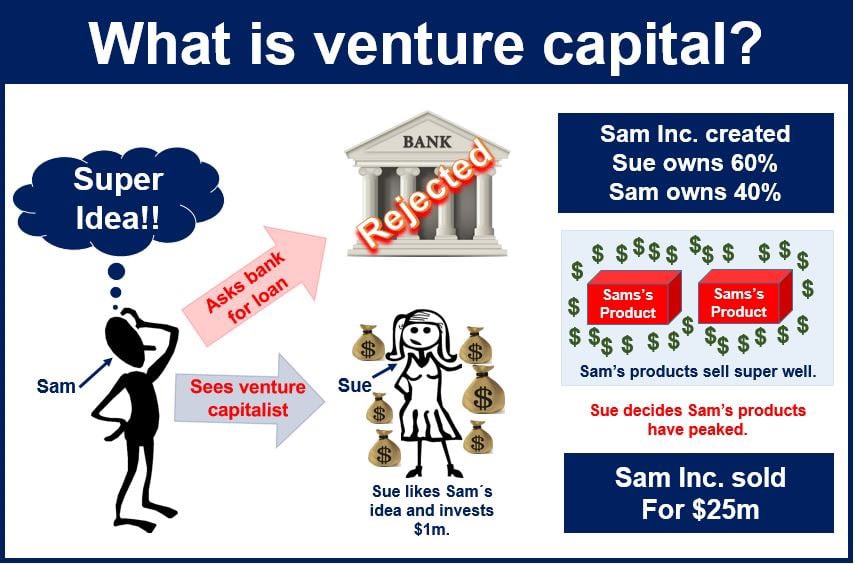 What is venture capital?
Super
Idea!!
Sam
Asks bank
for loan
BANK
Rejected
Sees venture
capitalist
Sue
$
$
$
$
$
$
Sue likes Sam´s
idea and invests
$1m.
Sam Inc. created
Sue owns 60%
Sam owns 40%
$ $ $ $ $ $ $ $ $ $ $ $ $
Sams's
Product
Sams's
Product
$ $ $
$ $ $ $ $ $ $ $ $ $ $ $ $ $
Sam's products sell super well.
Sue decides Sam's products
have peaked.
Sam Inc. sold
For $25m